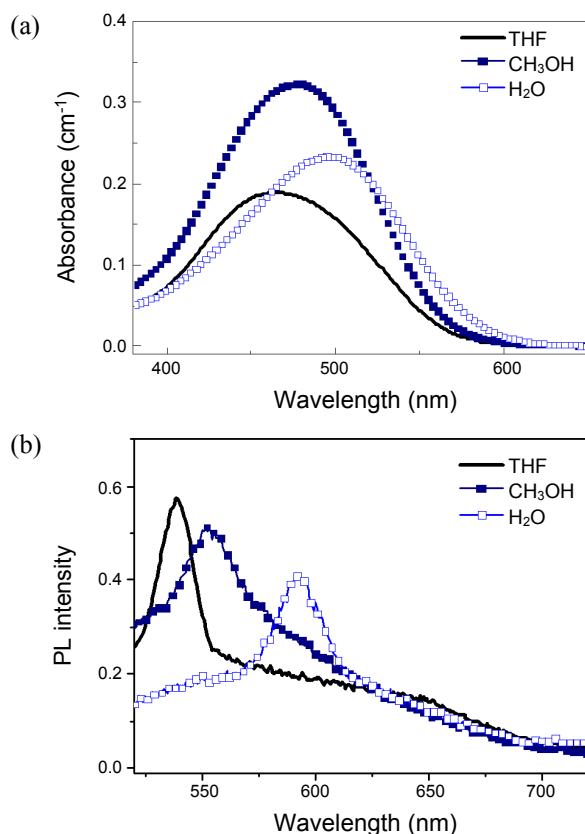 (a)
THF
CH₃OH
H₂O
0.4
0.3
0.2
0.1
0.0
Absorbance (cm⁻¹)
400
500
600
Wavelength (nm)
(b)
THF
CH₃OH
H₂O
0.6
0.4
0.2
0.0
PL intensity
550
600
650
700
Wavelength (nm)